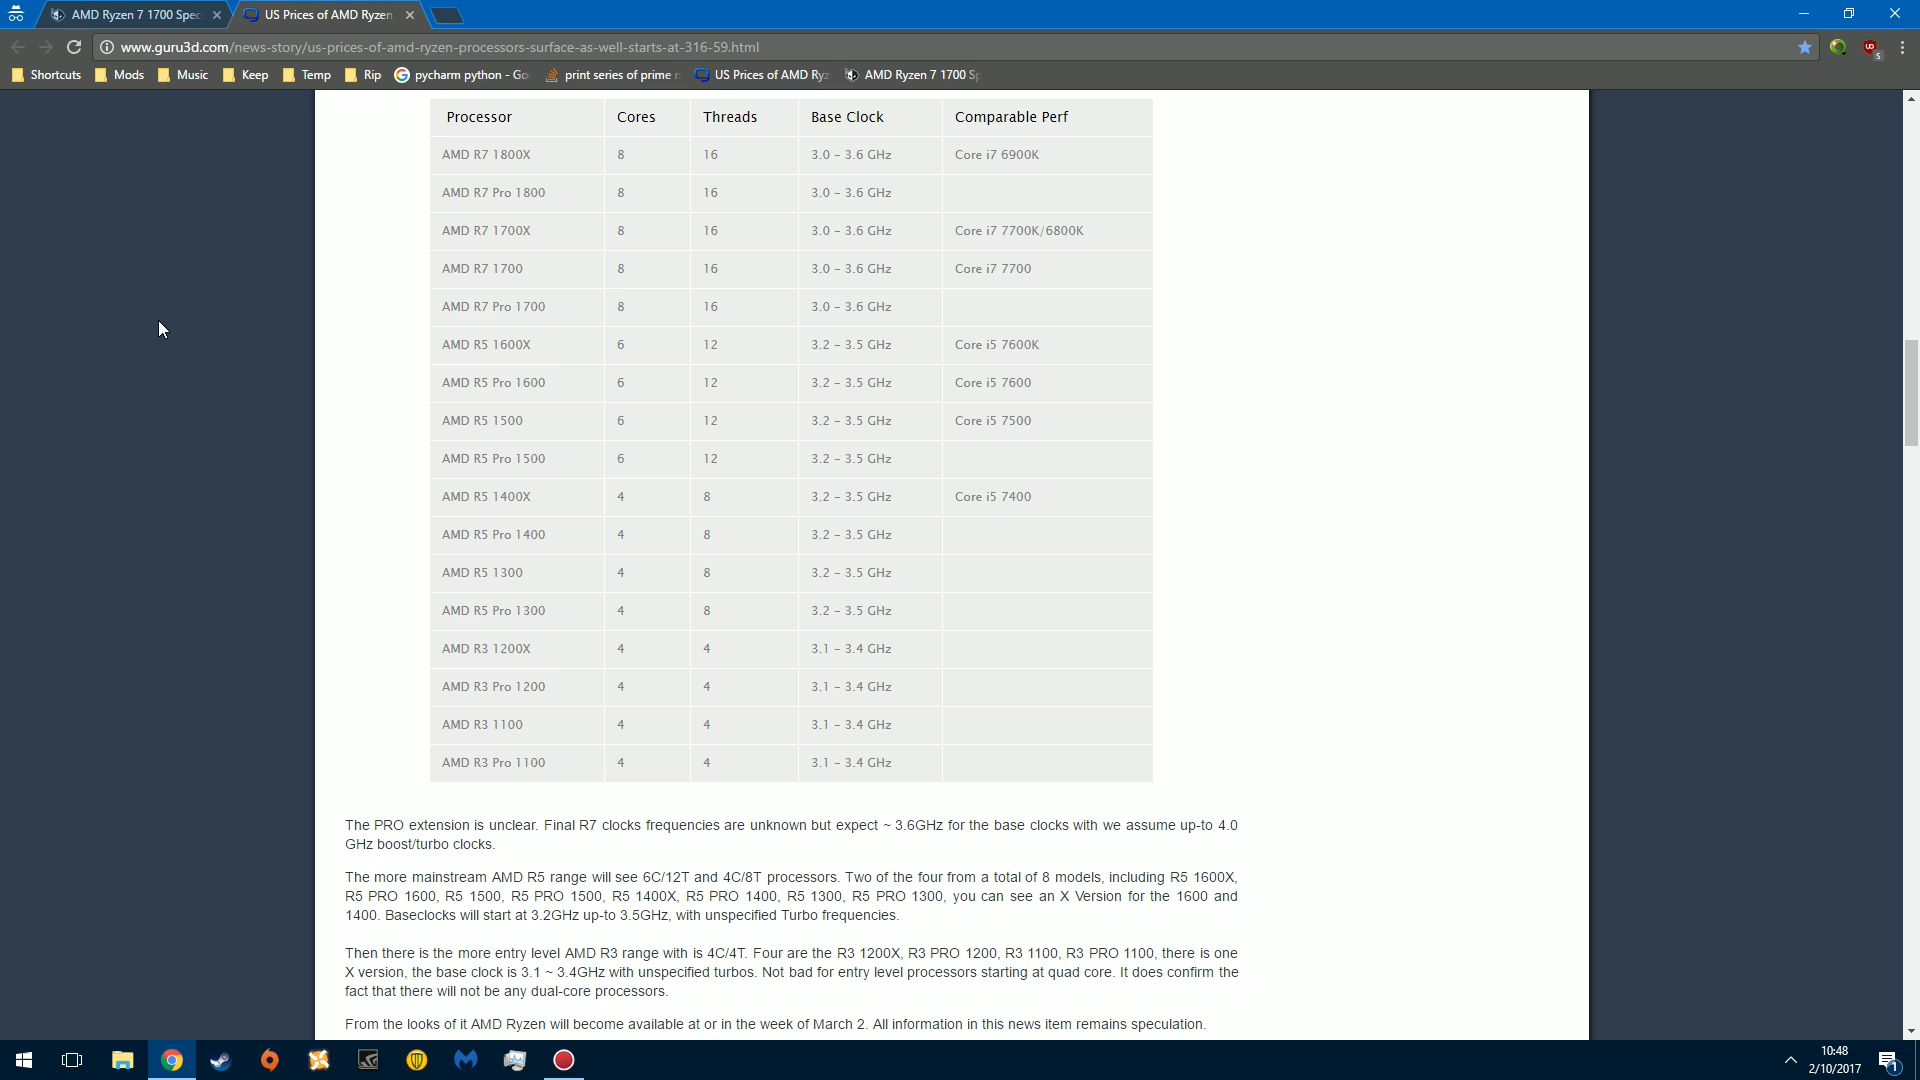 AMD Ryzen 7 1700 Spec
US Prices of AMD Ryzen
www.guru3d.com/news-story/us-prices-of-amd-ryzen-processors-surface-as-well-starts-at-316-59.html
5
Shortcuts Mods Music Keep Temp Rip pycharm python - Go print series of prime n US Prices of AMD Ryz AMD Ryzen 7 1700 Sp
Processor Cores Threads Base Clock Comparable Perf
AMD R7 1800X 8 16 3.0 – 3.6 GHz Core i7 6900K
AMD R7 Pro 1800 8 16 3.0 – 3.6 GHz
AMD R7 1700X 8 16 3.0 – 3.6 GHz Core i7 7700K/6800K
AMD R7 1700 8 16 3.0 – 3.6 GHz Core i7 7700
AMD R7 Pro 1700 8 16 3.0 – 3.6 GHz
AMD R5 1600X 6 12 3.2 – 3.5 GHz Core i5 7600K
AMD R5 Pro 1600 6 12 3.2 – 3.5 GHz Core i5 7600
AMD R5 1500 6 12 3.2 – 3.5 GHz Core i5 7500
AMD R5 Pro 1500 6 12 3.2 – 3.5 GHz
AMD R5 1400X 4 8 3.2 – 3.5 GHz Core i5 7400
AMD R5 Pro 1400 4 8 3.2 – 3.5 GHz
AMD R5 1300 4 8 3.2 – 3.5 GHz
AMD R5 Pro 1300 4 8 3.2 – 3.5 GHz
AMD R3 1200X 4 4 3.1 – 3.4 GHz
AMD R3 Pro 1200 4 4 3.1 – 3.4 GHz
AMD R3 1100 4 4 3.1 – 3.4 GHz
AMD R3 Pro 1100 4 4 3.1 – 3.4 GHz
The PRO extension is unclear. Final R7 clocks frequencies are unknown but expect ~ 3.6GHz for the base clocks with we assume up-to 4.0
GHz boost/turbo clocks.
The more mainstream AMD R5 range will see 6C/12T and 4C/8T processors. Two of the four from a total of 8 models, including R5 1600X,
R5 PRO 1600, R5 1500, R5 PRO 1500, R5 1400X, R5 PRO 1400, R5 1300, R5 PRO 1300, you can see an X Version for the 1600 and
1400. Baseclocks will start at 3.2GHz up-to 3.5GHz, with unspecified Turbo frequencies.
Then there is the more entry level AMD R3 range with is 4C/4T. Four are the R3 1200X, R3 PRO 1200, R3 1100, R3 PRO 1100, there is one
X version, the base clock is 3.1 ~ 3.4GHz with unspecified turbos. Not bad for entry level processors starting at quad core. It does confirm the
fact that there will not be any dual-core processors.
From the looks of it AMD Ryzen will become available at or in the week of March 2. All information in this news item remains speculation.
10:48
2/10/2017
1